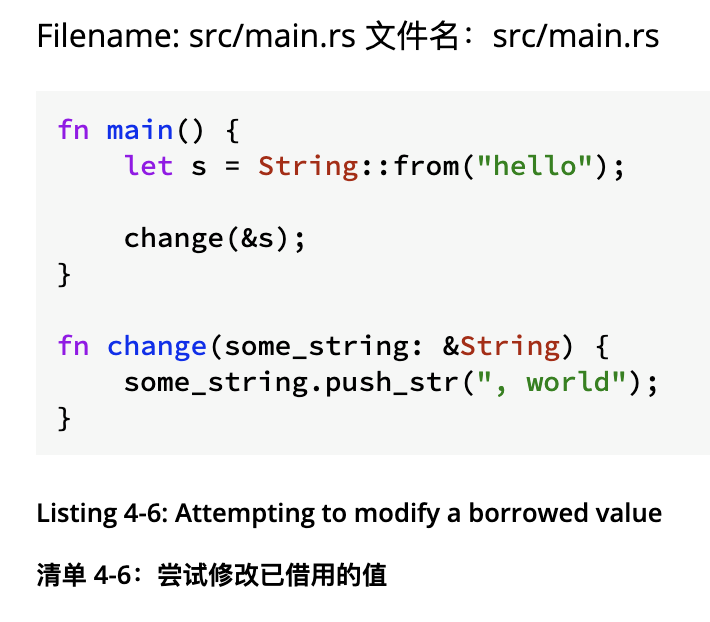 Filename: src/main.rs 文件名：src/main.rs
fn main() {
    let s = String::from("hello");
    change(&s);
}
fn change(some_string: &String) {
    some_string.push_str(", world");
}
Listing 4-6: Attempting to modify a borrowed value
清单 4-6：尝试修改已借用的值